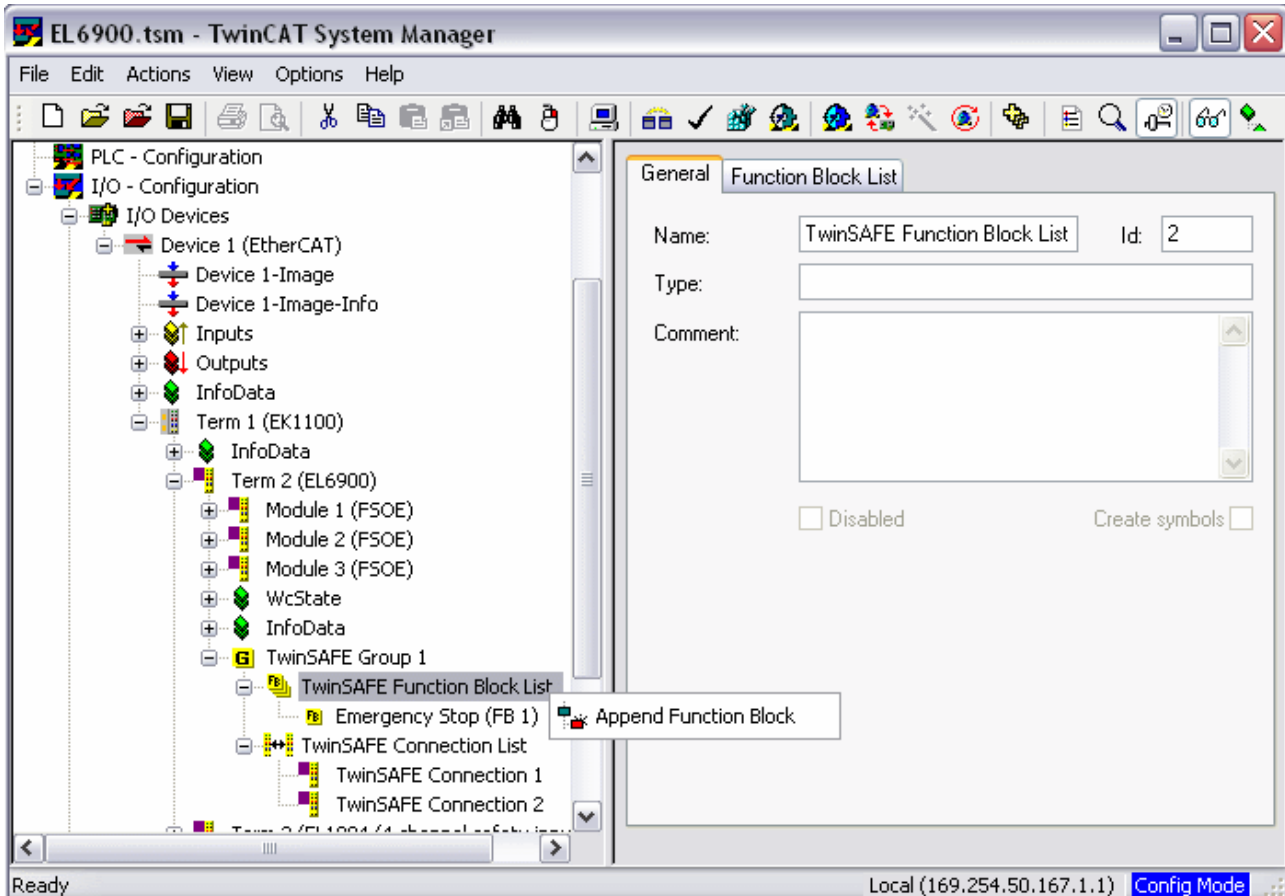 EL6900.tsm - TwinCAT System Manager
File Edit Actions View Options Help
PLC - Configuration
I/O - Configuration
I/O Devices
Device 1 (EtherCAT)
Device 1-Image
Device 1-Image-Info
Inputs
Outputs
InfoData
Term 1 (EK1100)
InfoData
Term 2 (EL6900)
Module 1 (FSOE)
Module 2 (FSOE)
Module 3 (FSOE)
WcState
InfoData
G TwinSAFE Group 1
FB TwinSAFE Function Block List
FB Emergency Stop (FB 1)
Append Function Block
TwinSAFE Connection List
TwinSAFE Connection 1
TwinSAFE Connection 2
General Function Block List
Name: TwinSAFE Function Block List Id: 2
Type:
Comment:
Disabled Create symbols
Ready Local (169.254.50.167.1.1) Config Mode